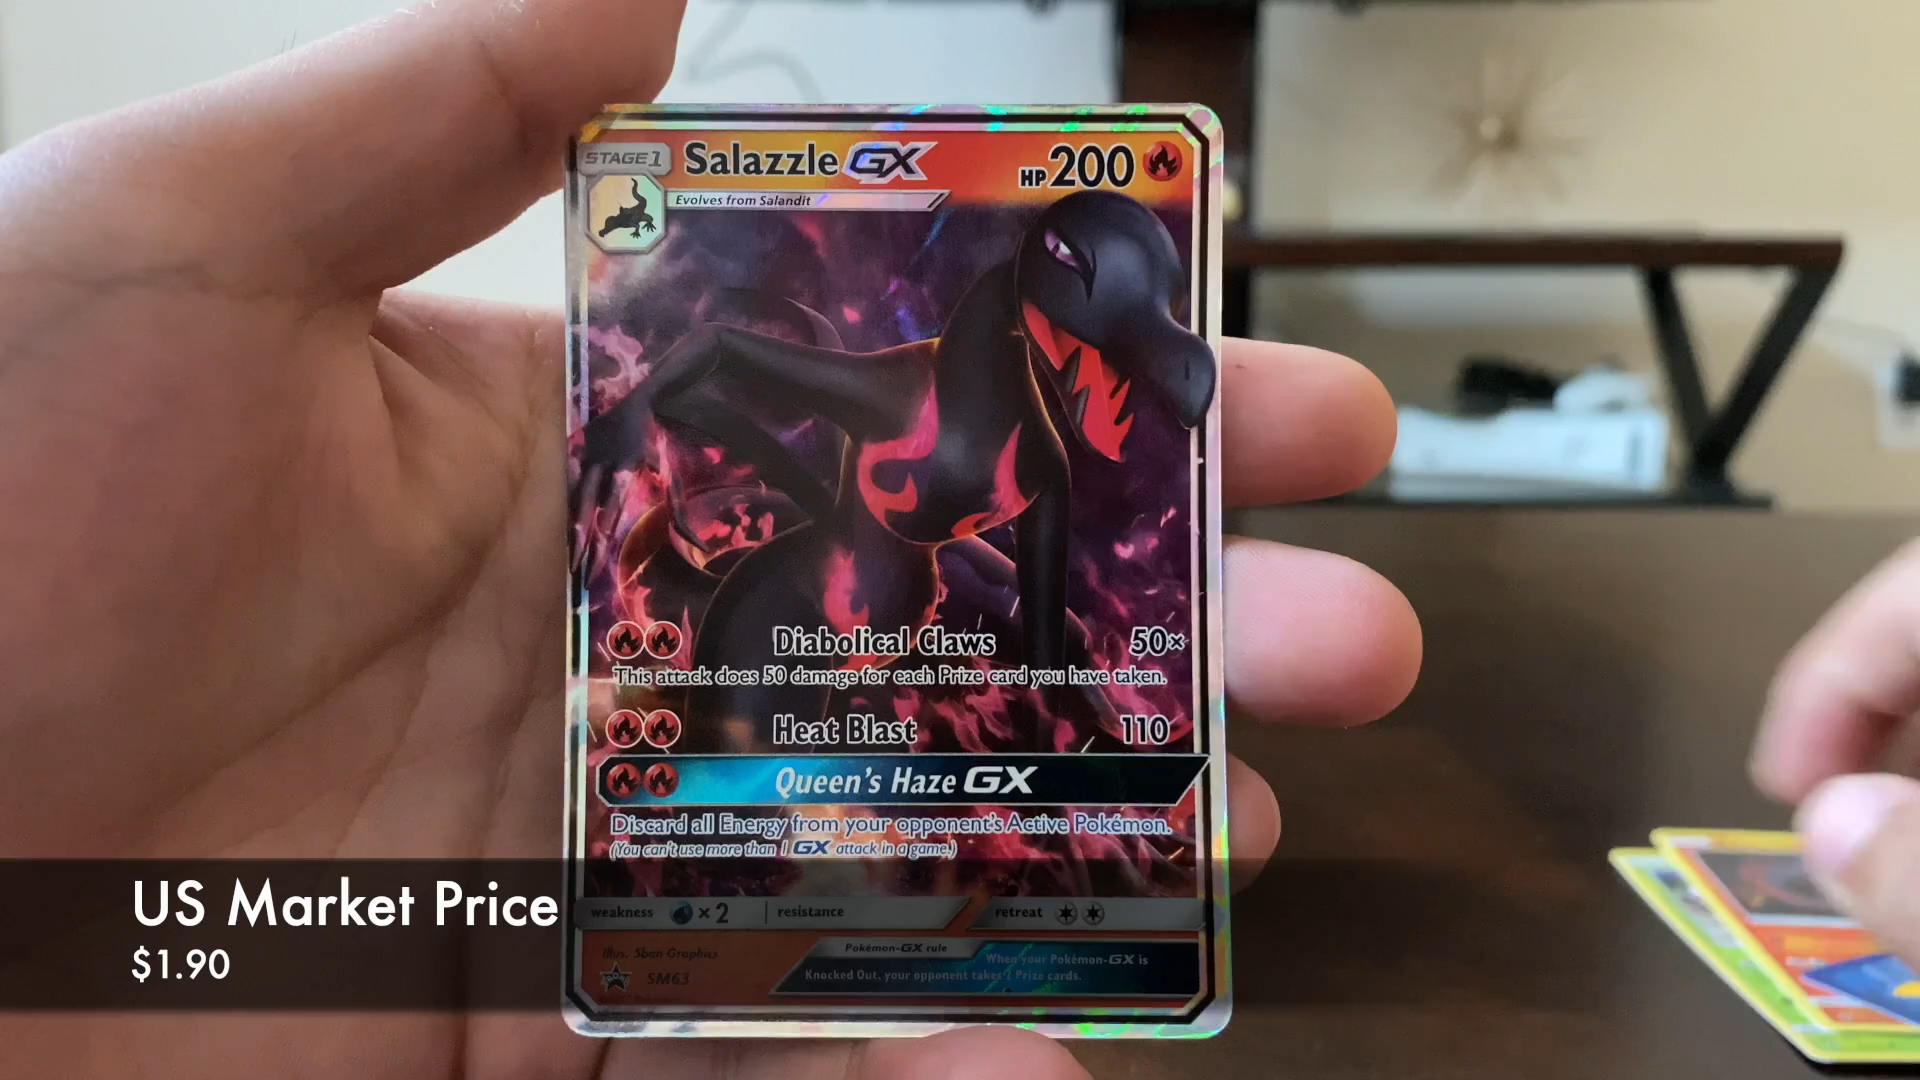 STAGE 1 Salazzle GX HP 200
Evolves from Salandit
Diabolical Claws 50×
This attack does 50 damage for each Prize card you have taken.
Heat Blast 110
Queen's Haze GX
Discard all Energy from your opponent's Active Pokémon.
(You can't use more than 1 GX attack in a game.)
US Market Price
$1.90
weakness × 2 resistance retreat
Illus. 5ban Graphics
SM63
Pokémon-GX rule
When your Pokémon-GX is
Knocked Out, your opponent takes 2 Prize cards.